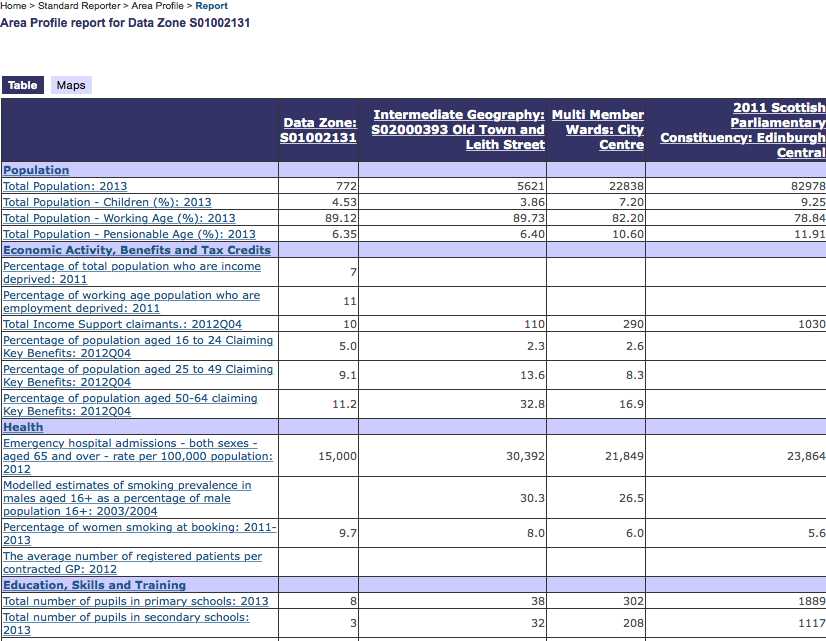 Home > Standard Reporter > Area Profile > Report
Area Profile report for Data Zone S01002131
Table Maps
Data Zone: S01002131 Intermediate Geography: S02000393 Old Town and Leith Street Multi Member Wards: City Centre 2011 Scottish Parliamentary Constituency: Edinburgh Central
Population
Total Population: 2013 772 5621 22838 82978
Total Population - Children (%): 2013 4.53 3.86 7.20 9.25
Total Population - Working Age (%): 2013 89.12 89.73 82.20 78.84
Total Population - Pensionable Age (%): 2013 6.35 6.40 10.60 11.91
Economic Activity, Benefits and Tax Credits
Percentage of total population who are income
deprived: 2011 7
Percentage of working age population who are
employment deprived: 2011 11
Total Income Support claimants.: 2012Q04 10 110 290 1030
Percentage of population aged 16 to 24 Claiming
Key Benefits: 2012Q04 5.0 2.3 2.6
Percentage of population aged 25 to 49 Claiming
Key Benefits: 2012Q04 9.1 13.6 8.3
Percentage of population aged 50-64 claiming
Key Benefits: 2012Q04 11.2 32.8 16.9
Health
Emergency hospital admissions - both sexes -
aged 65 and over - rate per 100,000 population: 15,000 30,392 21,849 23,864
2012
Modelled estimates of smoking prevalence in
males aged 16+ as a percentage of male 30.3 26.5
population 16+: 2003/2004
Percentage of women smoking at booking: 2011-
2013 9.7 8.0 6.0 5.6
The average number of registered patients per
contracted GP: 2012
Education, Skills and Training
Total number of pupils in primary schools: 2013 8 38 302 1889
Total number of pupils in secondary schools:
2013 3 32 208 1117